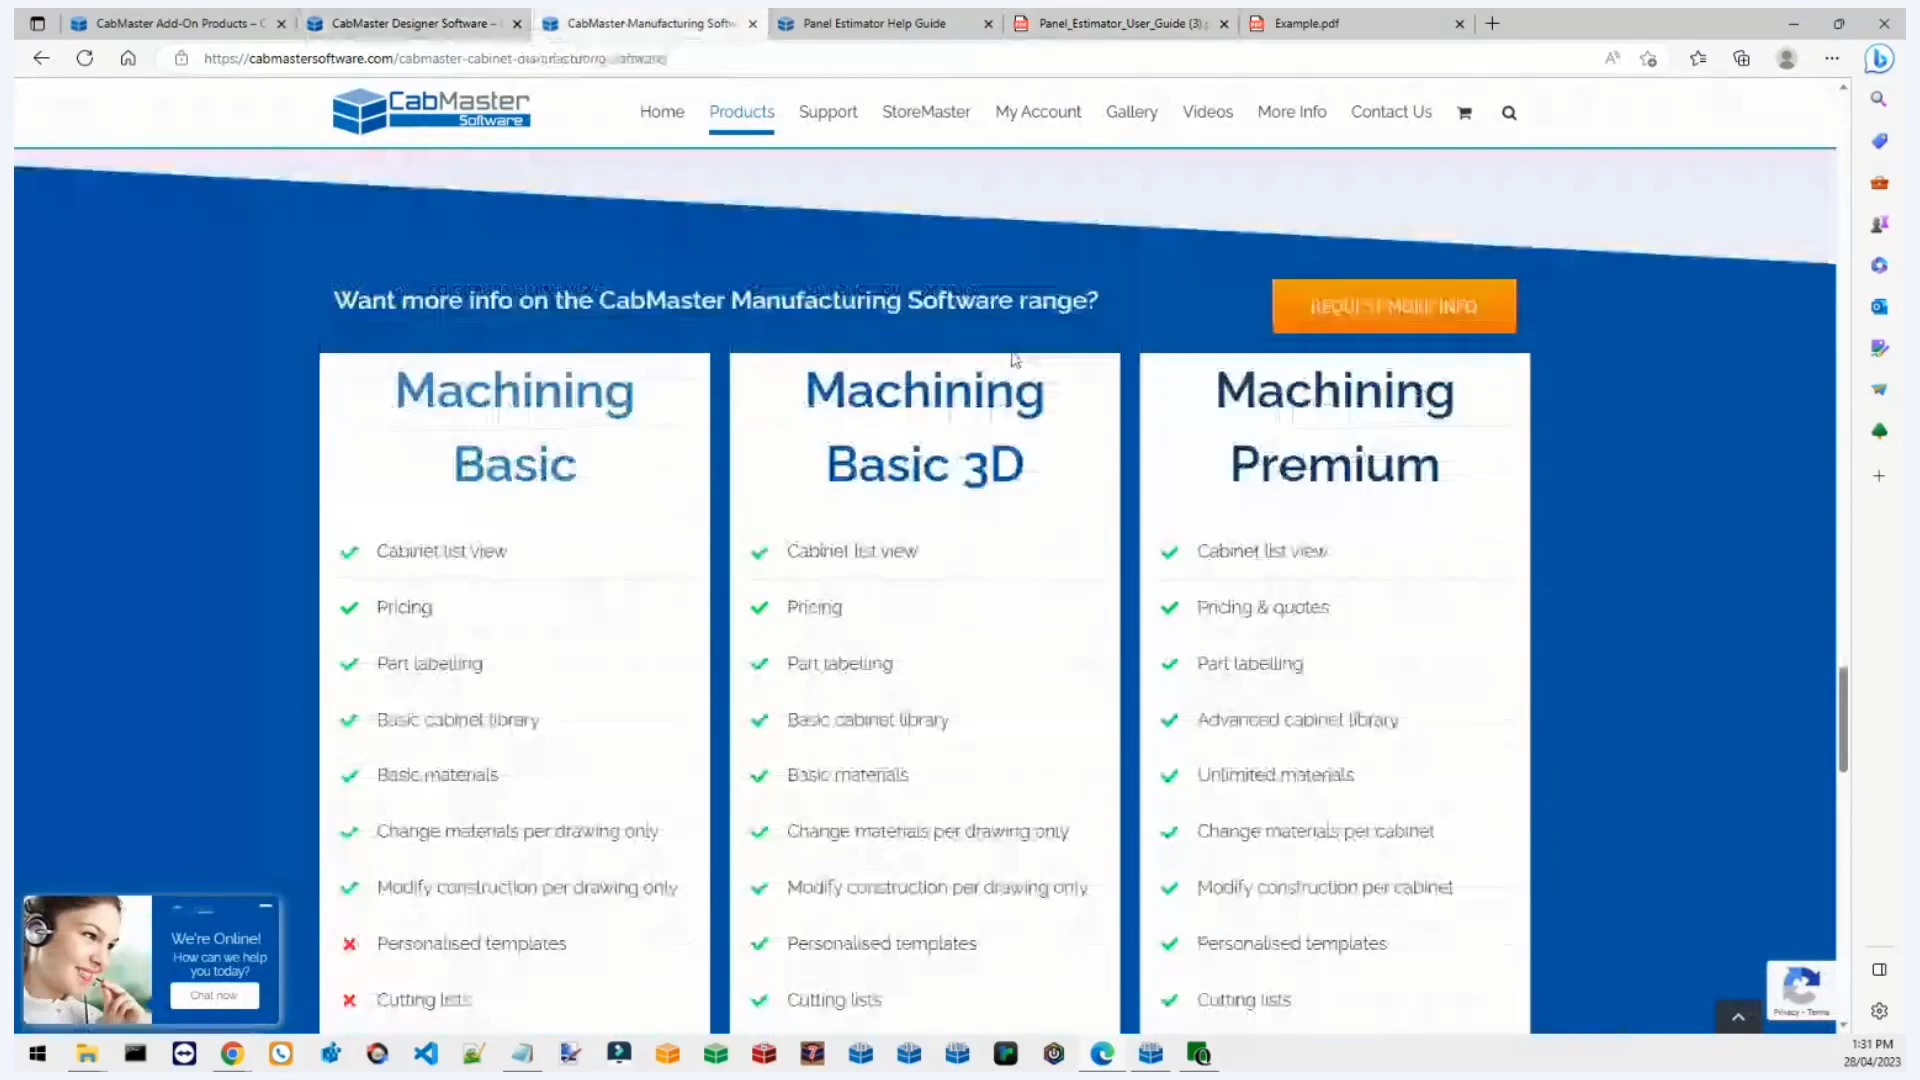 CabMaster Add-On Products – C
CabMaster Designer Software –
CabMaster Manufacturing Softw
Panel Estimator Help Guide
Panel_Estimator_User_Guide (3).p
Example.pdf
https://cabmastersoftware.com/cabmaster-cabinet-
CabMaster
Software
Home
Products
Support
StoreMaster
My Account
Gallery
Videos
More Info
Contact Us
Want more info on the CabMaster Manufacturing Software range?
REQUEST MORE INFO
Machining
Basic
Cabinet list view
Pricing
Part labelling
Basic cabinet library
Basic materials
Change materials per drawing only
Modify construction per drawing only
Personalised templates
Cutting lists
Machining
Basic 3D
Cabinet list view
Pricing
Part labelling
Basic cabinet library
Basic materials
Change materials per drawing only
Modify construction per drawing only
Personalised templates
Cutting lists
Machining
Premium
Cabinet list view
Pricing & quotes
Part labelling
Advanced cabinet library
Unlimited materials
Change materials per cabinet
Modify construction per cabinet
Personalised templates
Cutting lists
We're Online!
How can we help
you today?
Chat now
Privacy - Terms
1:31 PM
28/04/2023